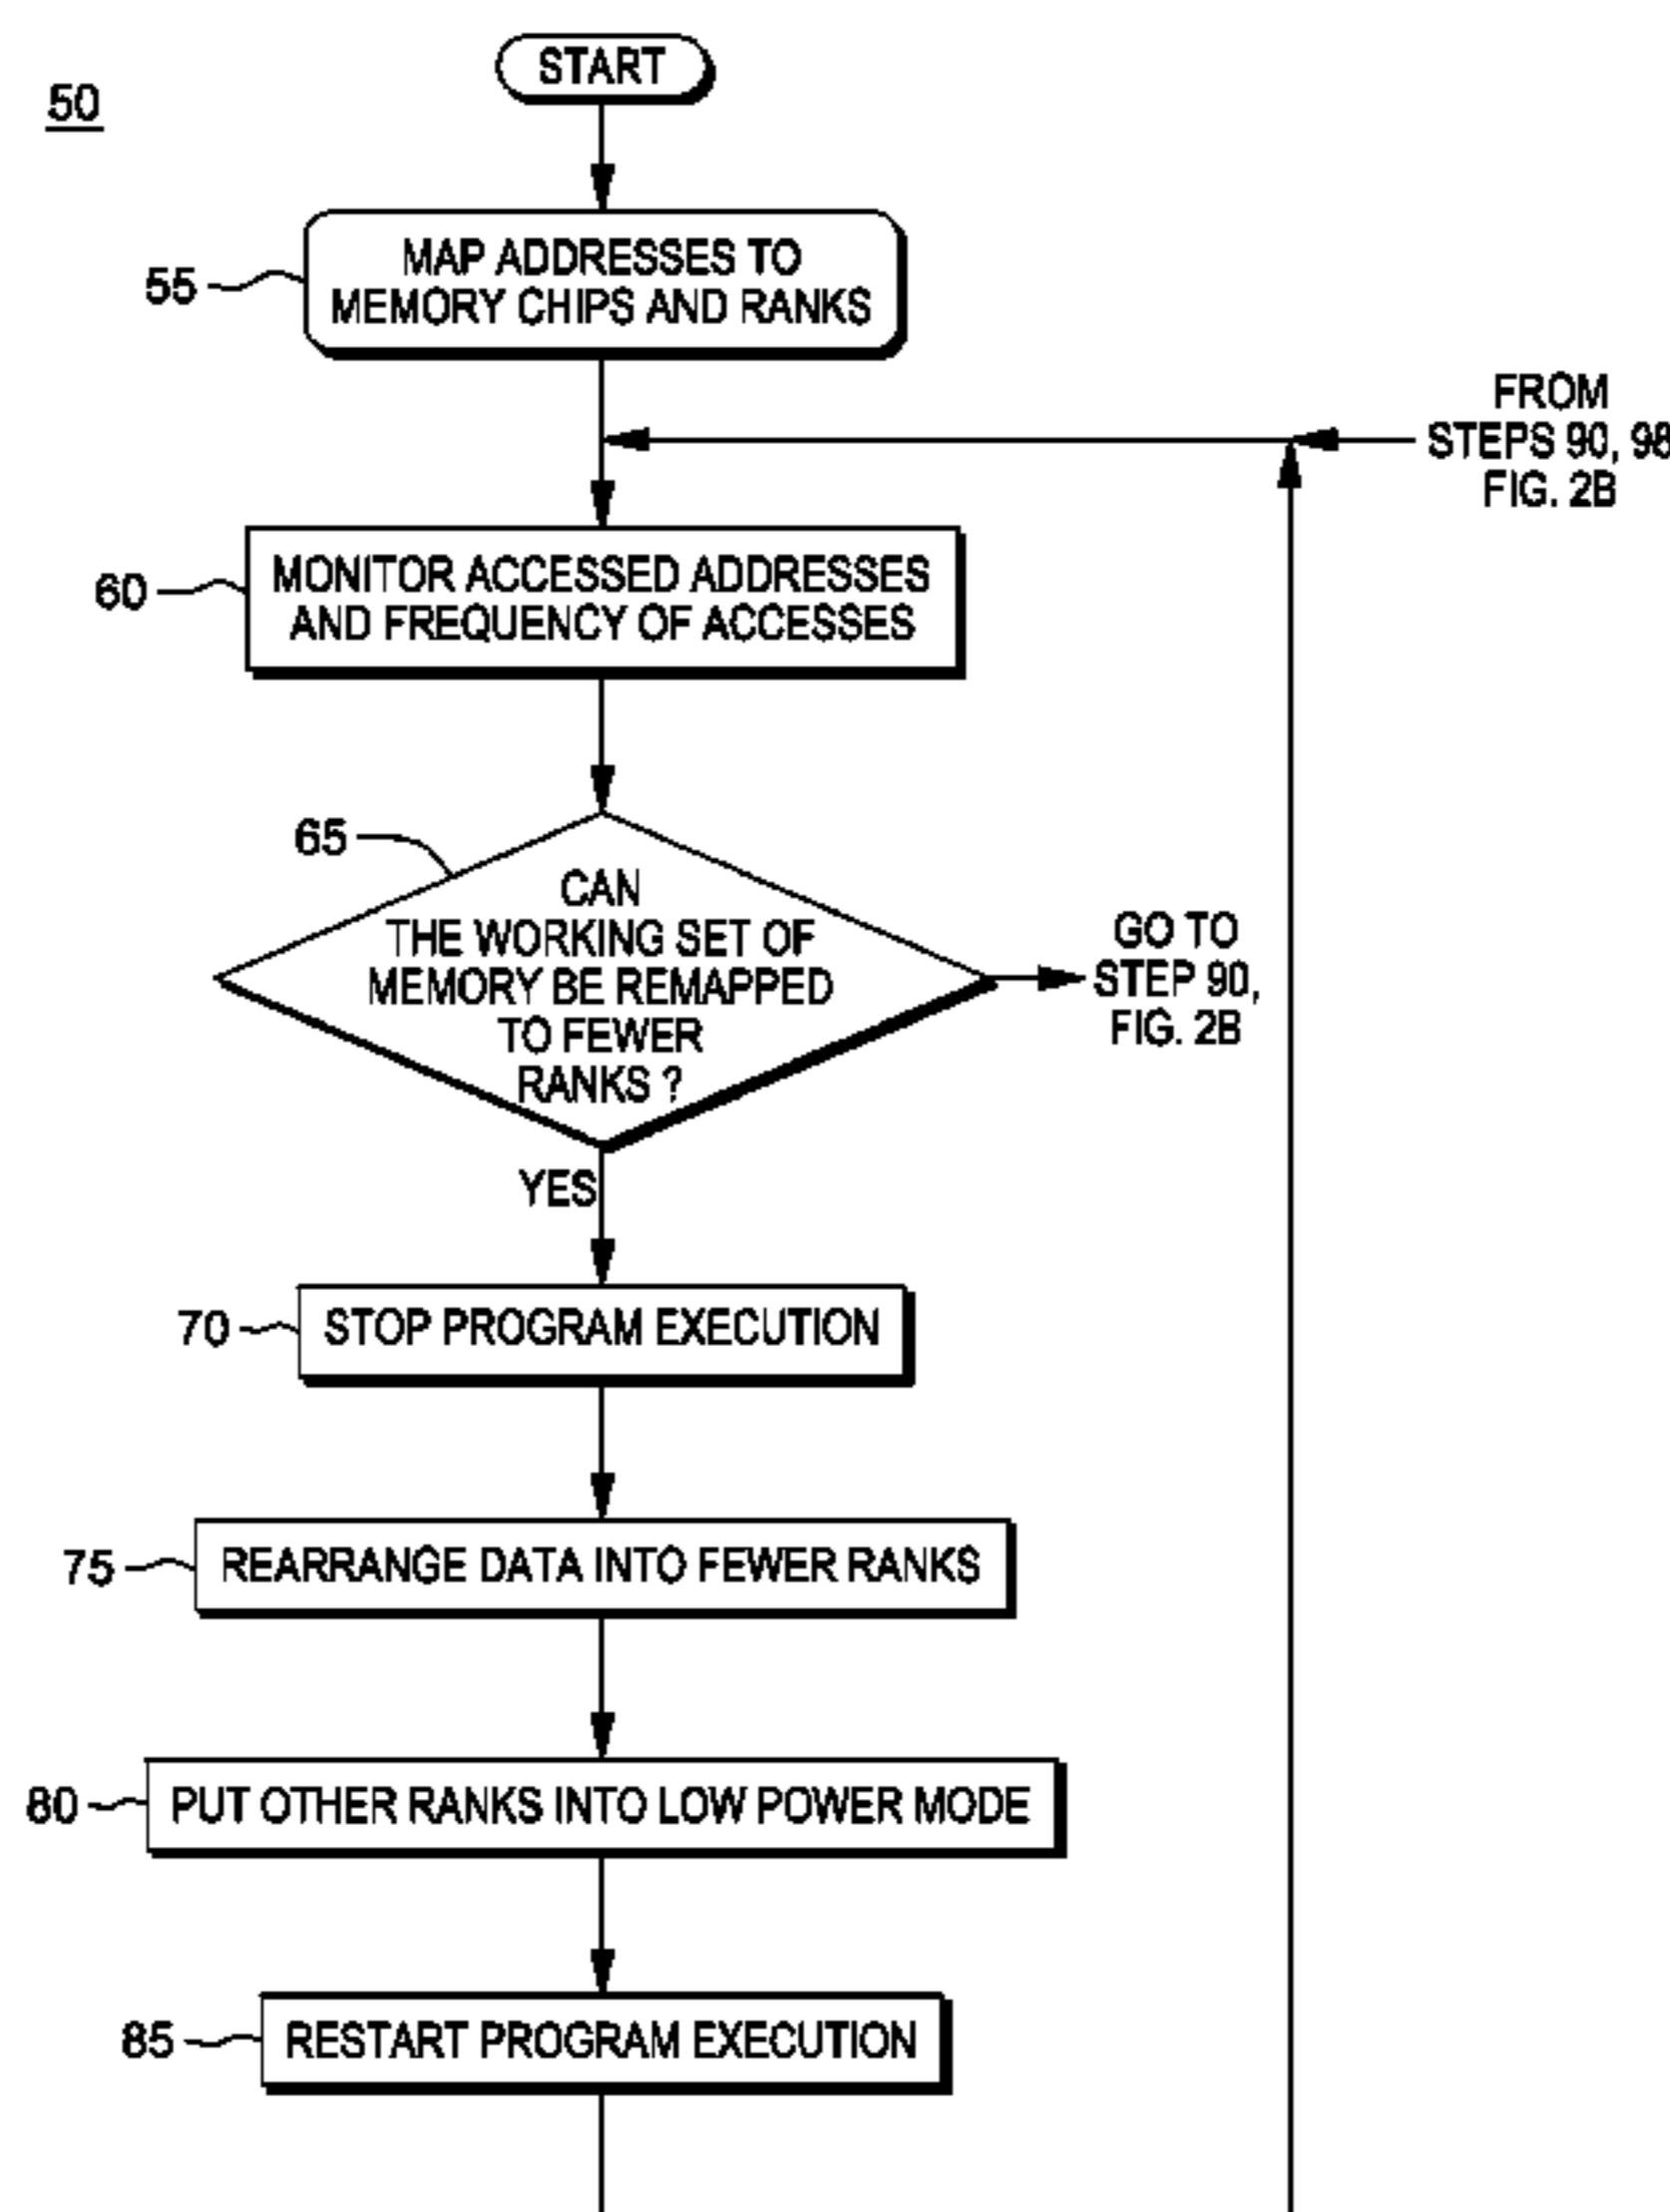 START
50
MAP ADDRESSES TO
MEMORY CHIPS AND RANKS
55
FROM
STEPS 90, 98
FIG. 2B
MONITOR ACCESSED ADDRESSES
AND FREQUENCY OF ACCESSES
60
65
CAN
THE WORKING SET OF
MEMORY BE REMAPPED
TO FEWER
RANKS ?
GO TO
STEP 90,
FIG. 2B
YES
70
STOP PROGRAM EXECUTION
75
REARRANGE DATA INTO FEWER RANKS
80
PUT OTHER RANKS INTO LOW POWER MODE
85
RESTART PROGRAM EXECUTION